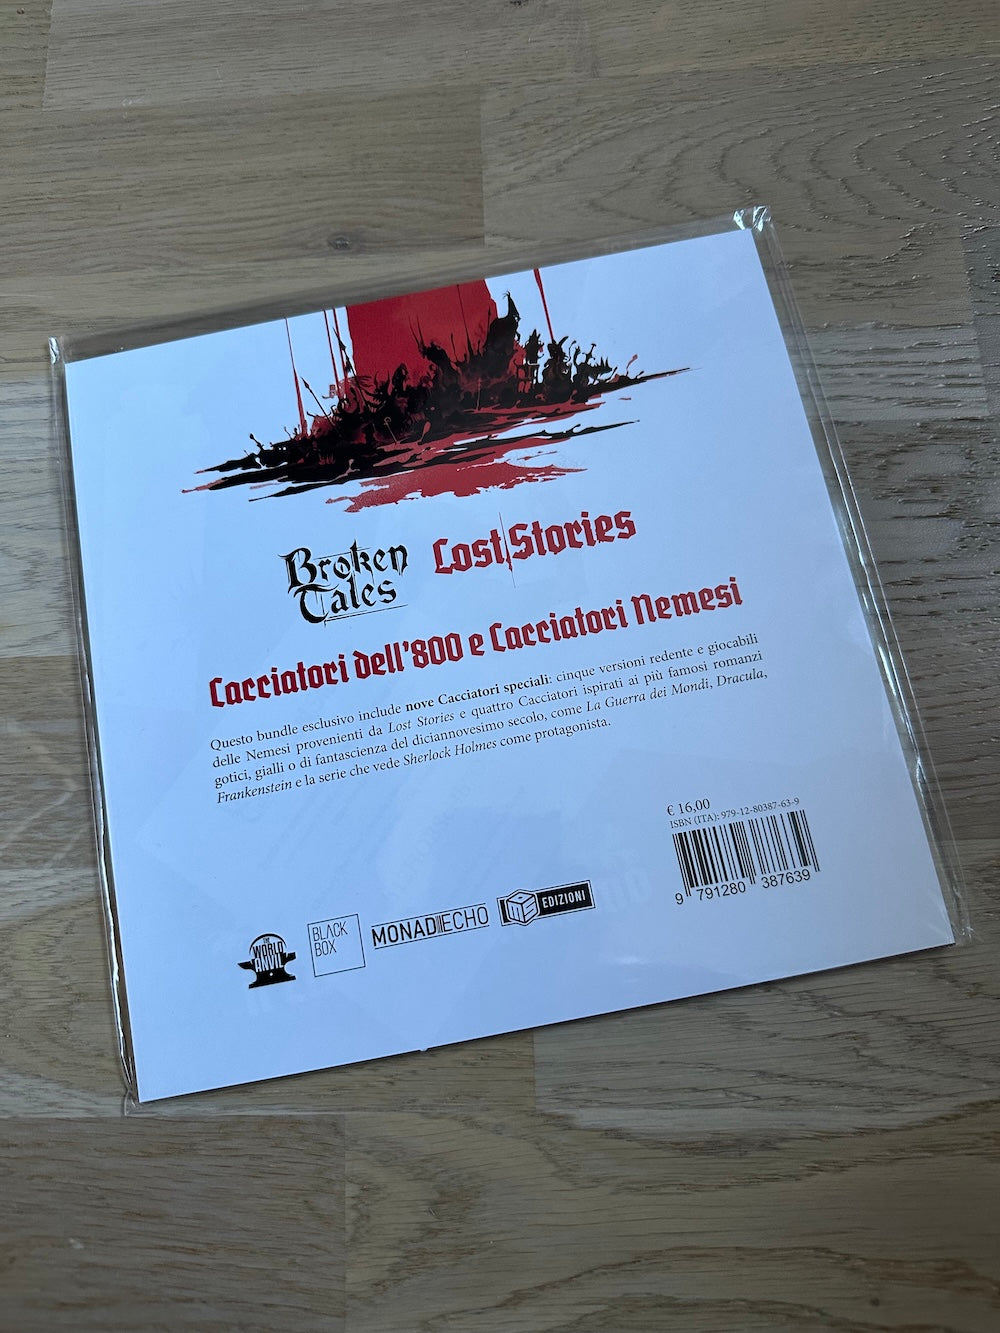 Broken
Tales
Lost Stories
Cacciatori dell'800 e Cacciatori Nemesi
Questo bundle esclusivo include nove Cacciatori speciali: cinque versioni redente e giocabili
delle Nemesi provenienti da Lost Stories e quattro Cacciatori ispirati ai più famosi romanzi
gotici, gialli o di fantascienza del diciannovesimo secolo, come La Guerra dei Mondi, Dracula,
Frankenstein e la serie che vede Sherlock Holmes come protagonista.
€ 16,00
ISBN (ITA): 979-12-80387-63-9
9 791280 387639
THE
WORLD
ANVIL
BLACK
BOX
MONAD ECHO
MS EDIZIONI